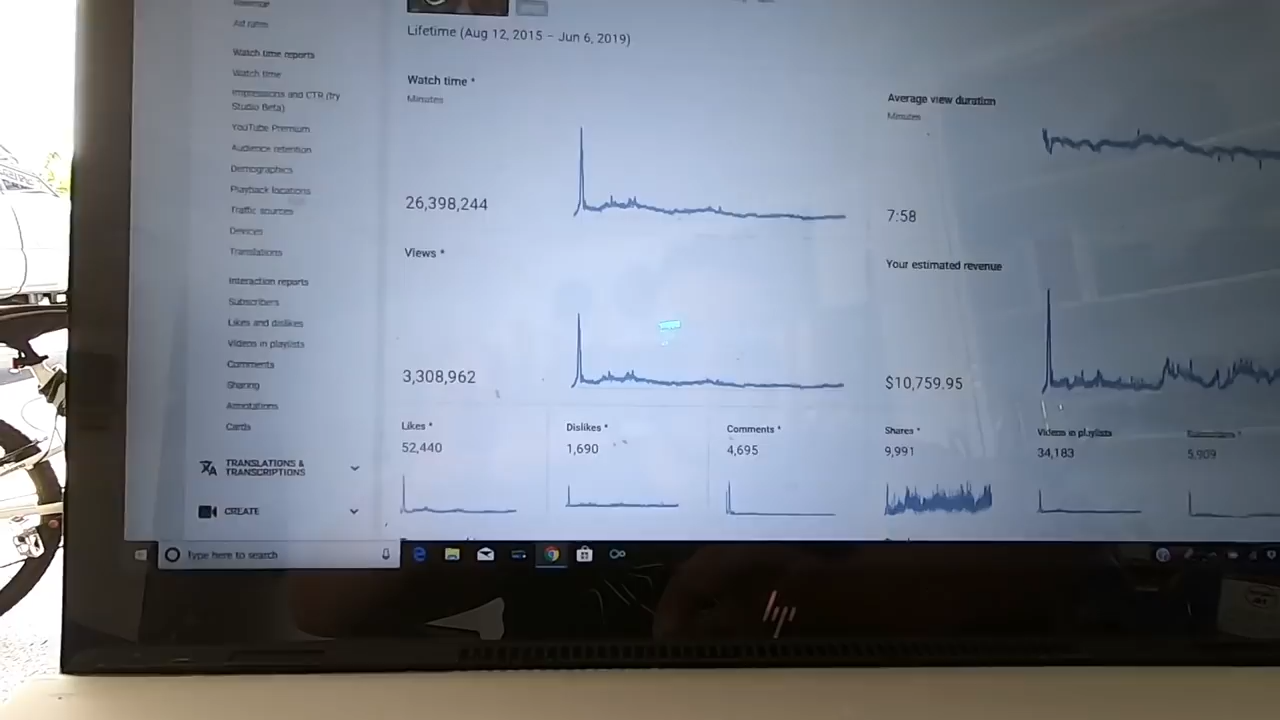 Ad rates
Lifetime (Aug 12, 2015 – Jun 6, 2019)
Watch time reports
Watch time
Impressions and CTR (try
Studio Beta)
YouTube Premium
Audience retention
Demographics
Playback locations
Traffic sources
Devices
Translations
Interaction reports
Subscribers
Likes and dislikes
Videos in playlists
Comments
Sharing
Annotations
Cards
TRANSLATIONS &
TRANSCRIPTIONS
CREATE
Watch time *
Minutes
26,398,244
Average view duration
Minutes
7:58
Views *
3,308,962
Your estimated revenue
$10,759.95
Likes *
52,440
Dislikes *
1,690
Comments *
4,695
Shares *
9,991
Videos in playlists
34,183
Subscribers *
5,909
Type here to search
hp